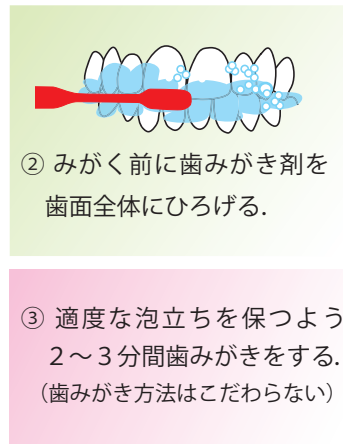 ② みがく前に歯みがき剤を
歯面全体にひろげる.
③ 適度な泡立ちを保つよう
２～３分間歯みがきをする.
（歯みがき方法はこだわらない）